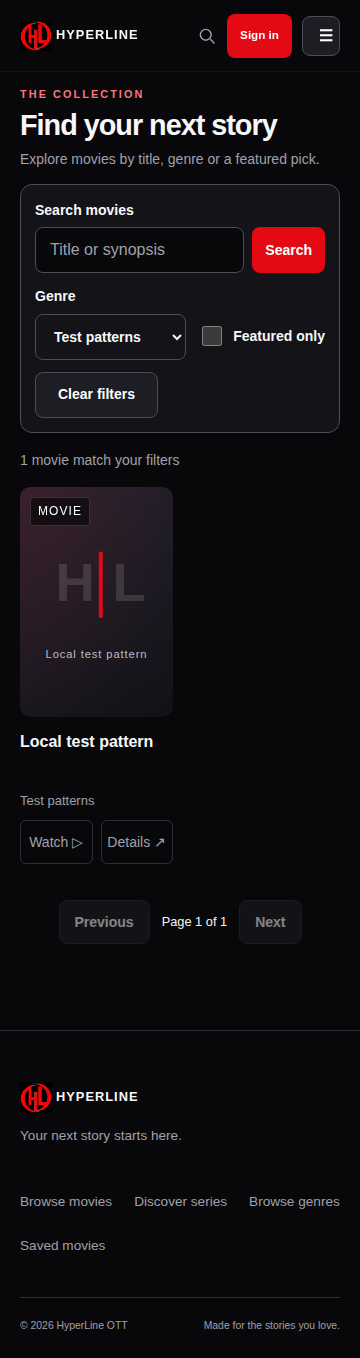 HL HYPERLINE
Sign in
☰
THE COLLECTION
Find your next story
Explore movies by title, genre or a featured pick.
Search movies
Title or synopsis
Search
Genre
Test patterns
Featured only
Clear filters
1 movie match your filters
MOVIE
H|L
Local test pattern
Local test pattern
Test patterns
Watch ▷ Details ↗
Previous Page 1 of 1 Next
HL HYPERLINE
Your next story starts here.
Browse movies Discover series Browse genres
Saved movies
© 2026 HyperLine OTT Made for the stories you love.